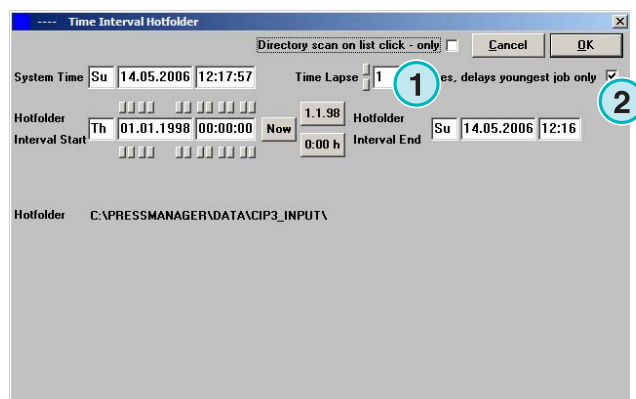 ---- Time Interval Hotfolder
Directory scan on list click - only Cancel OK
System Time Su 14.05.2006 12:17:57 Time Lapse 1 es, delays youngest job only
1
2
Hotfolder Interval Start Th 01.01.1998 00:00:00 Now 1.1.98 0:00 h Hotfolder Interval End Su 14.05.2006 12:16
Hotfolder C:\PRESSMANAGER\DATA\CIP3_INPUT\